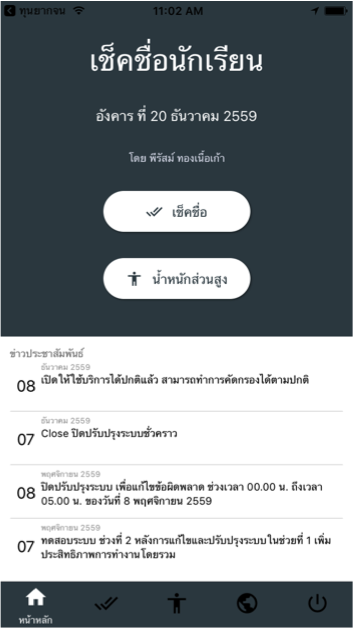 ทุนยากจน
11:02 AM
เช็คชื่อนักเรียน
อังคาร ที่ 20 ธันวาคม 2559
โดย พีรัสม์ ทองเนื้อเก้า
เช็คชื่อ
น้ำหนักส่วนสูง
ข่าวประชาสัมพันธ์
ธันวาคม 2559
08 เปิดให้ใช้บริการได้ปกติแล้ว สามารถทำการคัดกรองได้ตามปกติ
ธันวาคม 2559
07 Close ปิดปรับปรุงระบบชั่วคราว
พฤศจิกายน 2559
08 ปิดปรับปรุงระบบ เพื่อแก้ไขข้อผิดพลาด ช่วงเวลา 00.00 น. ถึงเวลา
05.00 น. ของวันที่ 8 พฤศจิกายน 2559
พฤศจิกายน 2559
07 ทดสอบระบบ ช่วงที่ 2 หลังการแก้ไขและปรับปรุงระบบในช่วยที่ 1 เพิ่ม
ประสิทธิภาพการทำงานโดยรวม
หน้าหลัก